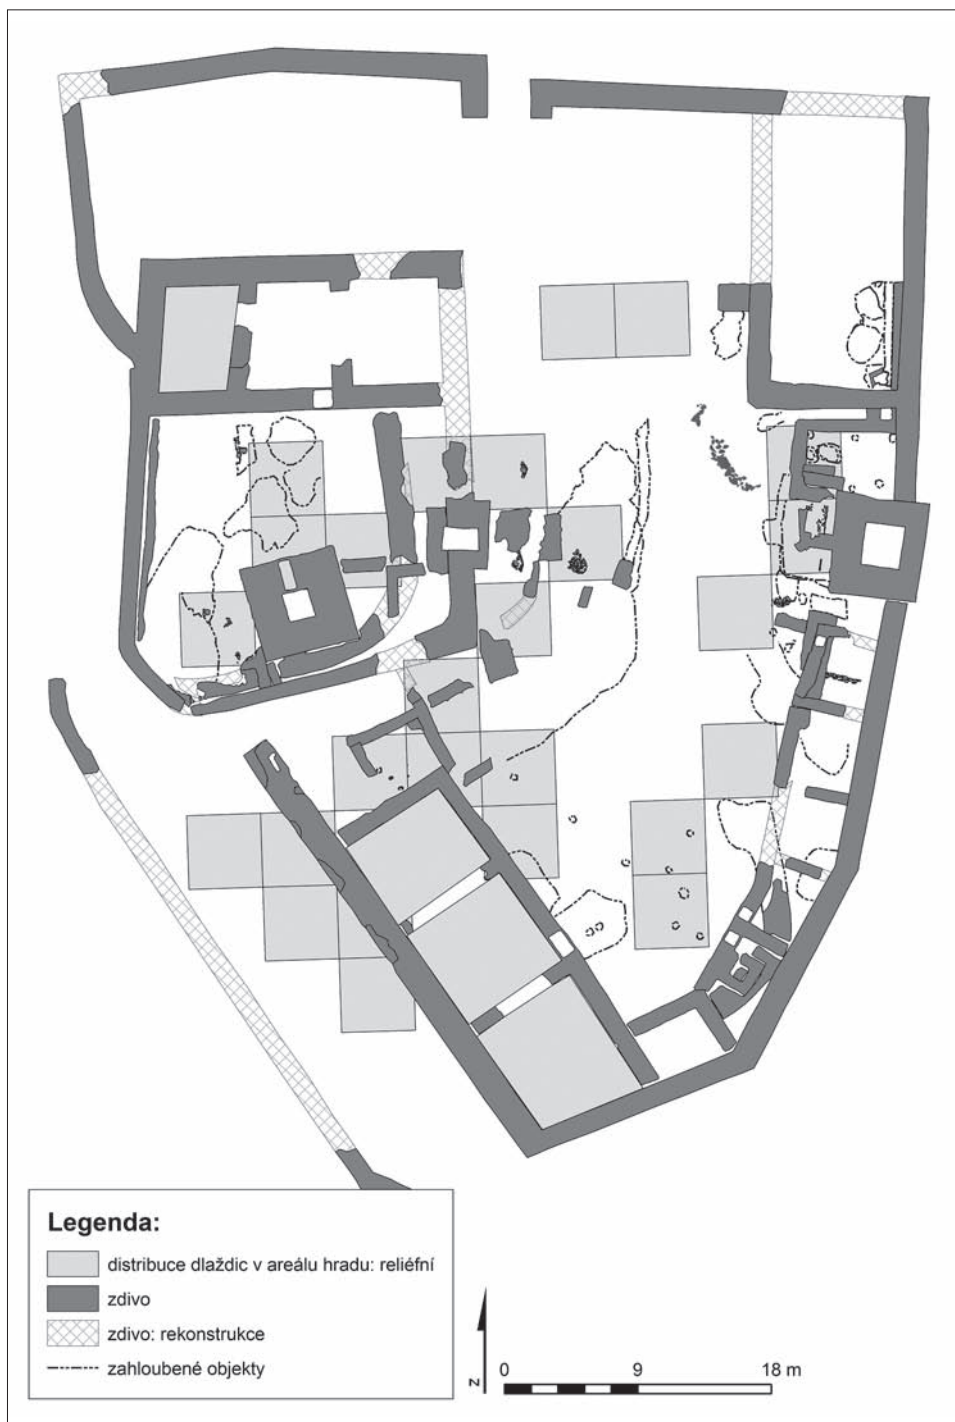 Legenda:
distribuce dlaždic v areálu hradu: reliéfní
zdivo
zdivo: rekonstrukce
zahloubené objekty
z
0 9 18 m